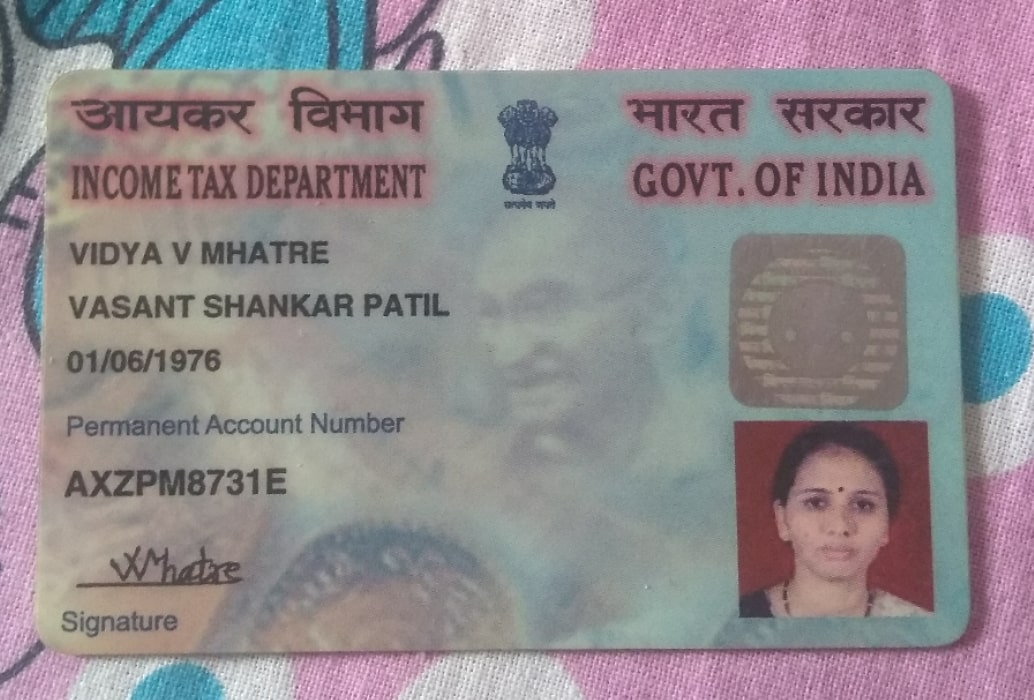 आयकर विभाग
INCOME TAX DEPARTMENT
सत्यमेव जयते
भारत सरकार
GOVT. OF INDIA
VIDYA V MHATRE
VASANT SHANKAR PATIL
01/06/1976
Permanent Account Number
AXZPM8731E
VMhatre
Signature